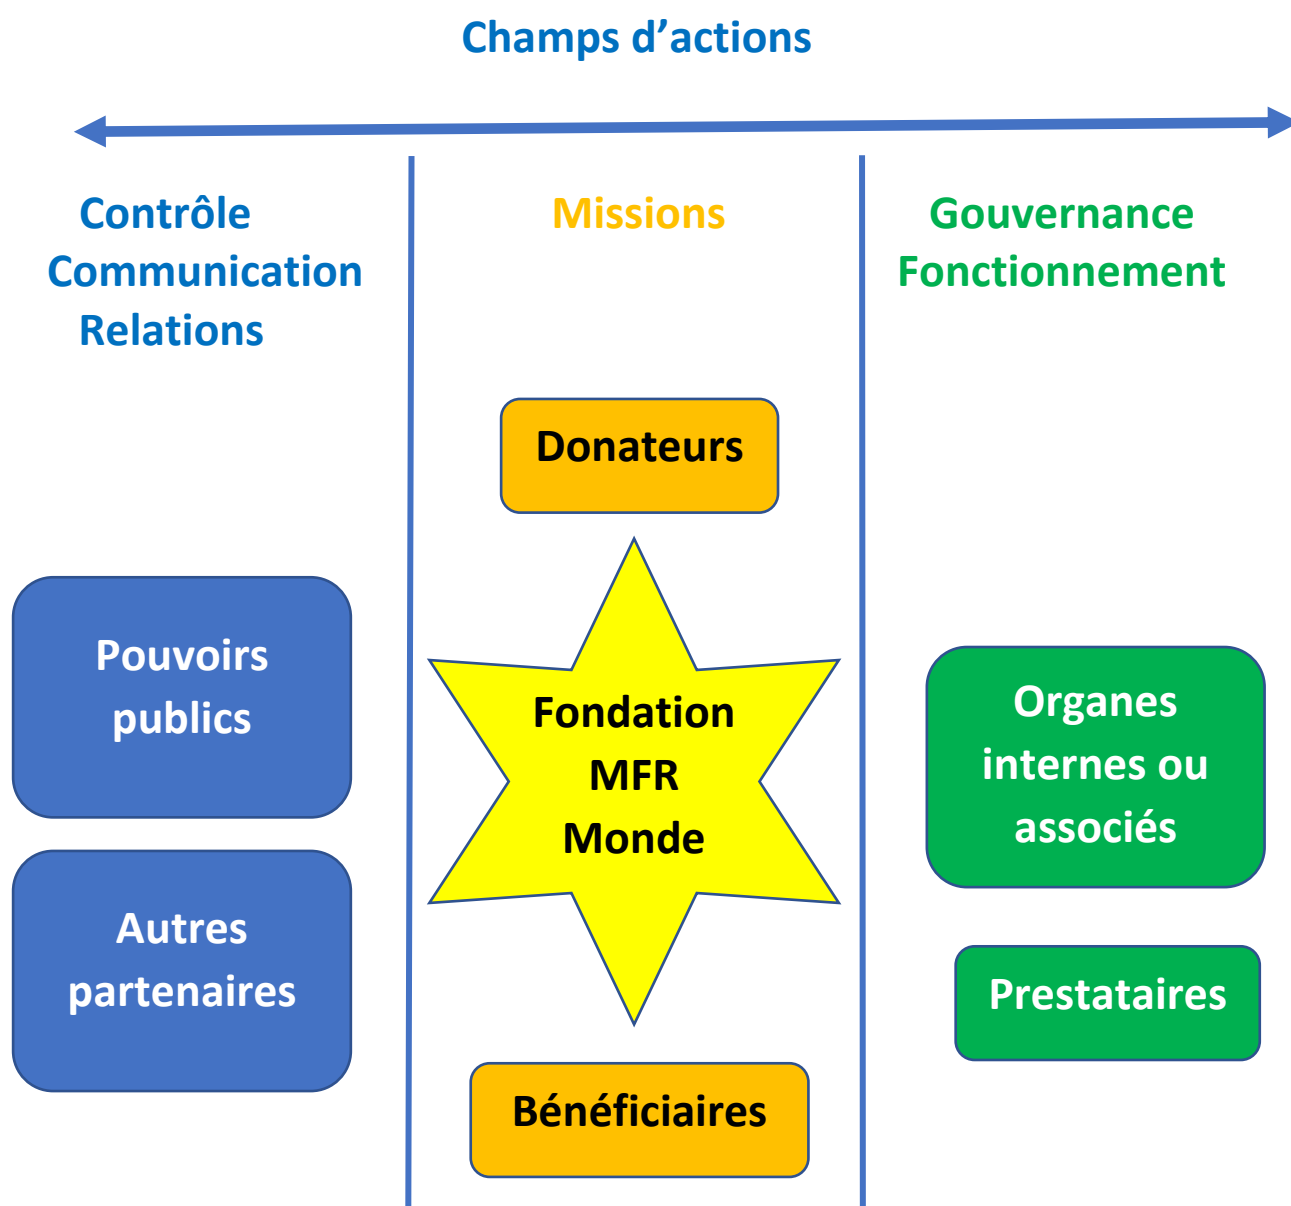 Champs d’actions
Contrôle
Communication
Relations
Missions
Gouvernance
Fonctionnement
Donateurs
Pouvoirs
publics
Autres
partenaires
Fondation
MFR
Monde
Bénéficiaires
Organes
internes ou
associés
Prestataires